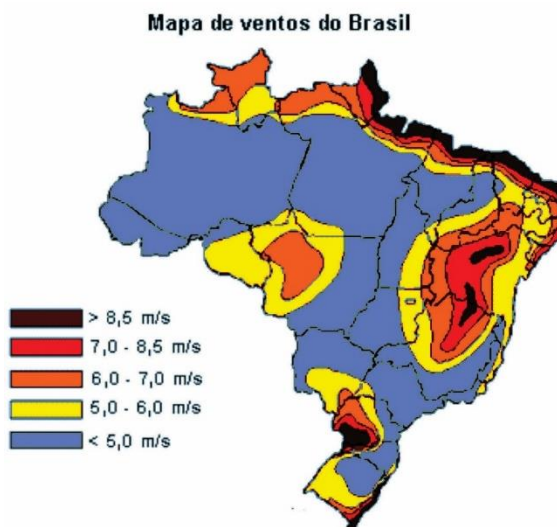 Mapa de ventos do Brasil
> 8,5 m/s
7,0 - 8,5 m/s
6,0 - 7,0 m/s
5,0 - 6,0 m/s
< 5,0 m/s